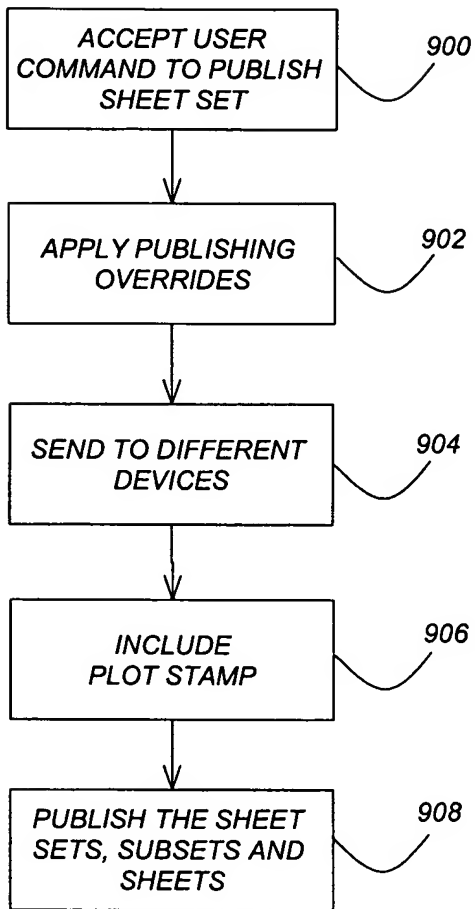 ACCEPT USER
COMMAND TO PUBLISH
SHEET SET
900
APPLY PUBLISHING
OVERRIDES
902
SEND TO DIFFERENT
DEVICES
904
INCLUDE
PLOT STAMP
906
PUBLISH THE SHEET
SETS, SUBSETS AND
SHEETS
908